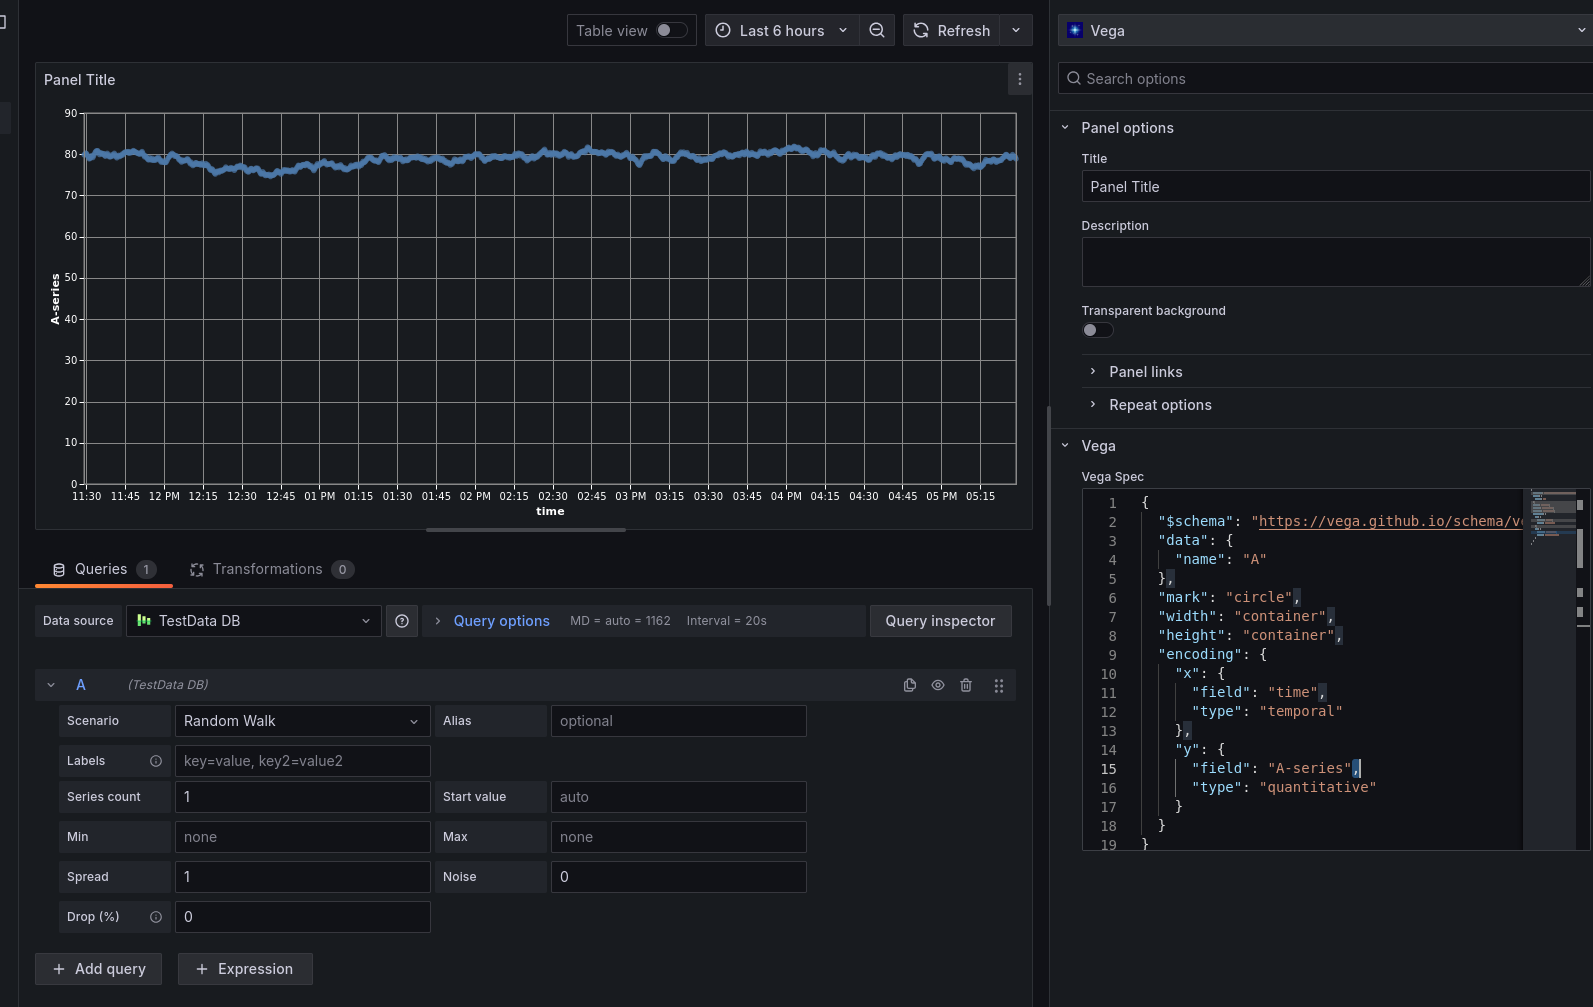 Table view
Last 6 hours
Refresh
Vega
Search options
Panel Title
90
80
70
60
50
40
30
20
10
0
A-series
11:30 11:45 12 PM 12:15 12:30 12:45 01 PM 01:15 01:30 01:45 02 PM 02:15 02:30 02:45 03 PM 03:15 03:30 03:45 04 PM 04:15 04:30 04:45 05 PM 05:15
time
Queries 1
Transformations 0
Data source
TestData DB
Query options
MD = auto = 1162
Interval = 20s
Query inspector
A
(TestData DB)
Scenario
Random Walk
Alias
optional
Labels
key=value, key2=value2
Series count
1
Start value
auto
Min
none
Max
none
Spread
1
Noise
0
Drop (%)
0
Add query
Expression
Panel options
Title
Panel Title
Description
Transparent background
Panel links
Repeat options
Vega
Vega Spec
1 {
2 "$schema": "https://vega.github.io/schema/v
3 "data": {
4 "name": "A"
5 },
6 "mark": "circle",
7 "width": "container",
8 "height": "container",
9 "encoding": {
10 "x": {
11 "field": "time",
12 "type": "temporal"
13 },
14 "y": {
15 "field": "A-series",
16 "type": "quantitative"
17 }
18 }
19 }